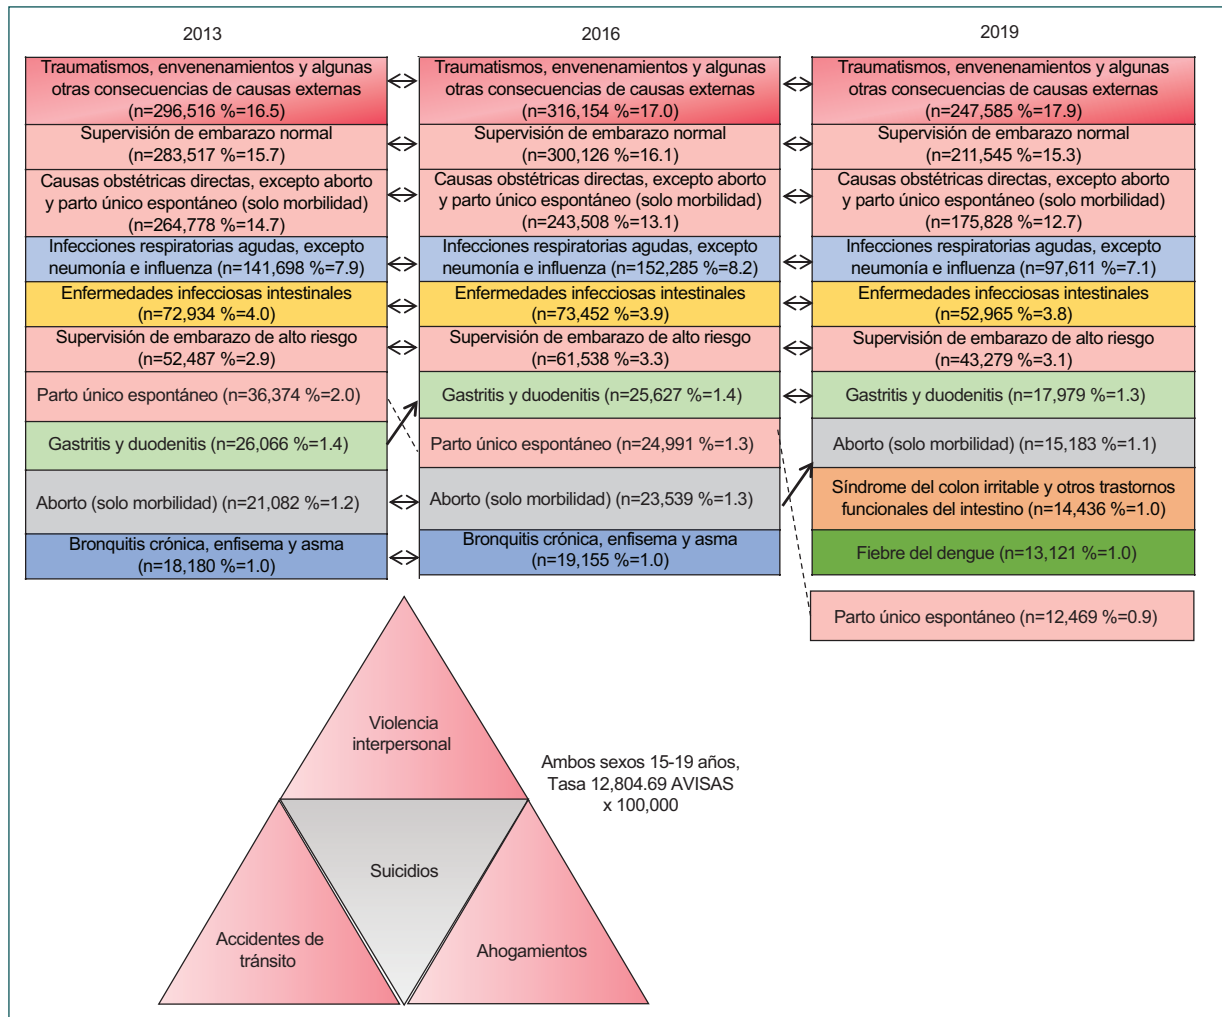 2013
Traumatismos, envenenamientos y algunas
otras consecuencias de causas externas
(n=296,516 %=16.5)
Supervisión de embarazo normal
(n=283,517 %=15.7)
Causas obstétricas directas, excepto aborto
y parto único espontáneo (solo morbilidad)
(n=264,778 %=14.7)
Infecciones respiratorias agudas, excepto
neumonía e influenza (n=141,698 %=7.9)
Enfermedades infecciosas intestinales
(n=72,934 %=4.0)
Supervisión de embarazo de alto riesgo
(n=52,487 %=2.9)
Parto único espontáneo (n=36,374 %=2.0)
Gastritis y duodenitis (n=26,066 %=1.4)
Aborto (solo morbilidad) (n=21,082 %=1.2)
Bronquitis crónica, enfisema y asma
(n=18,180 %=1.0)
2016
Traumatismos, envenenamientos y algunas
otras consecuencias de causas externas
(n=316,154 %=17.0)
Supervisión de embarazo normal
(n=300,126 %=16.1)
Causas obstétricas directas, excepto aborto
y parto único espontáneo (solo morbilidad)
(n=243,508 %=13.1)
Infecciones respiratorias agudas, excepto
neumonía e influenza (n=152,285 %=8.2)
Enfermedades infecciosas intestinales
(n=73,452 %=3.9)
Supervisión de embarazo de alto riesgo
(n=61,538 %=3.3)
Gastritis y duodenitis (n=25,627 %=1.4)
Parto único espontáneo (n=24,991 %=1.3)
Aborto (solo morbilidad) (n=23,539 %=1.3)
Bronquitis crónica, enfisema y asma
(n=19,155 %=1.0)
2019
Traumatismos, envenenamientos y algunas
otras consecuencias de causas externas
(n=247,585 %=17.9)
Supervisión de embarazo normal
(n=211,545 %=15.3)
Causas obstétricas directas, excepto aborto
y parto único espontáneo (solo morbilidad)
(n=175,828 %=12.7)
Infecciones respiratorias agudas, excepto
neumonía e influenza (n=97,611 %=7.1)
Enfermedades infecciosas intestinales
(n=52,965 %=3.8)
Supervisión de embarazo de alto riesgo
(n=43,279 %=3.1)
Gastritis y duodenitis (n=17,979 %=1.3)
Aborto (solo morbilidad) (n=15,183 %=1.1)
Síndrome del colon irritable y otros trastornos
funcionales del intestino (n=14,436 %=1.0)
Fiebre del dengue (n=13,121 %=1.0)
Parto único espontáneo (n=12,469 %=0.9)
Violencia
interpersonal
Ambos sexos 15-19 años,
Tasa 12,804.69 AVISAS
x 100,000
Suicidios
Accidentes de
tránsito
Ahogamientos